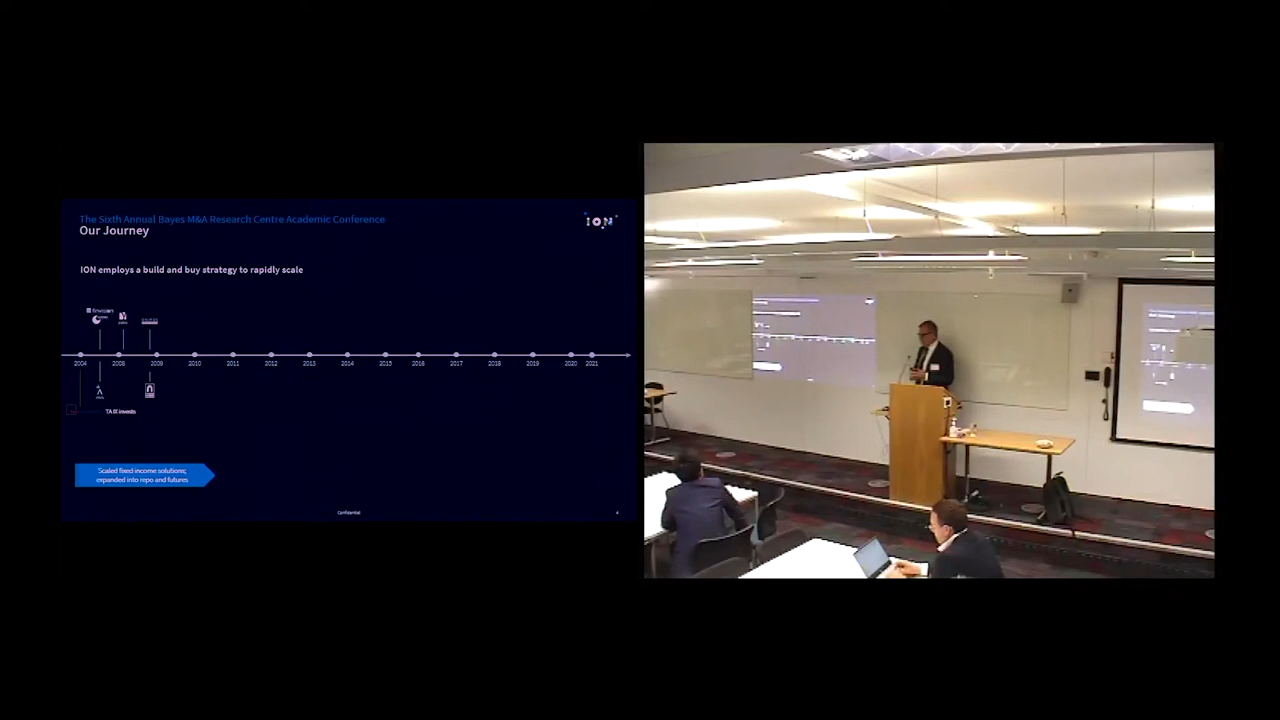 The Sixth Annual Bayes M&A Research Centre Academic Conference
Our Journey
ION
ION employs a build and buy strategy to rapidly scale
2004 2008 2009 2010 2011 2012 2013 2014 2015 2016 2017 2018 2019 2020 2021
TA IX invests
Scaled fixed income solutions;
expanded into repo and futures
Confidential
4